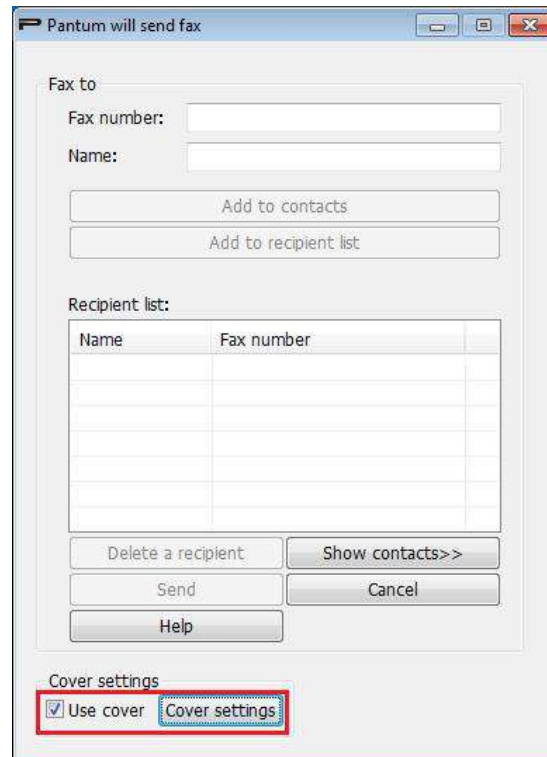 Pantum will send fax
Fax to
Fax number:
Name:
Add to contacts
Add to recipient list
Recipient list:
Name Fax number
Delete a recipient Show contacts>>
Send Cancel
Help
Cover settings
Use cover Cover settings